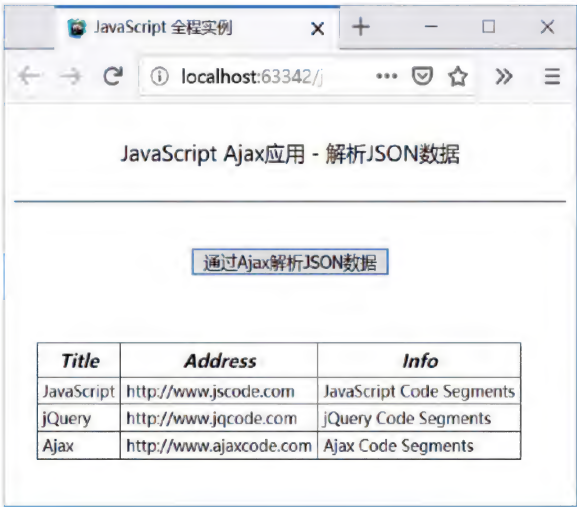 JavaScript 全程实例
localhost:63342/j
JavaScript Ajax应用 - 解析JSON数据
通过Ajax解析JSON数据
Title Address Info
JavaScript http://www.jscode.com JavaScript Code Segments
jQuery http://www.jqcode.com jQuery Code Segments
Ajax http://www.ajaxcode.com Ajax Code Segments